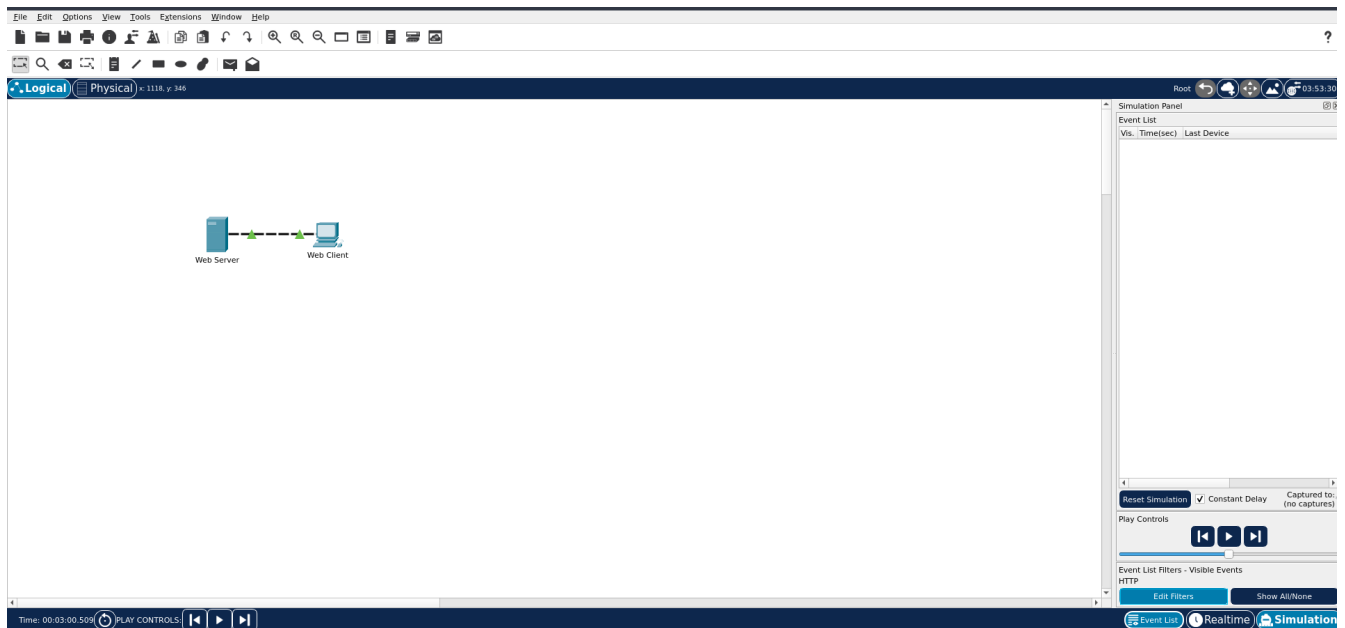 File Edit Options View Tools Extensions Window Help
?
Logical Physical x: 1118, y: 346 Root 03:53:30
Simulation Panel
Event List
Vis. Time(sec) Last Device
Web Server
Web Client
Reset Simulation Constant Delay Captured to:
(no captures)
Play Controls
Event List Filters - Visible Events
HTTP
Edit Filters Show All/None
Time: 00:03:00.509 PLAY CONTROLS: Event List Realtime Simulation